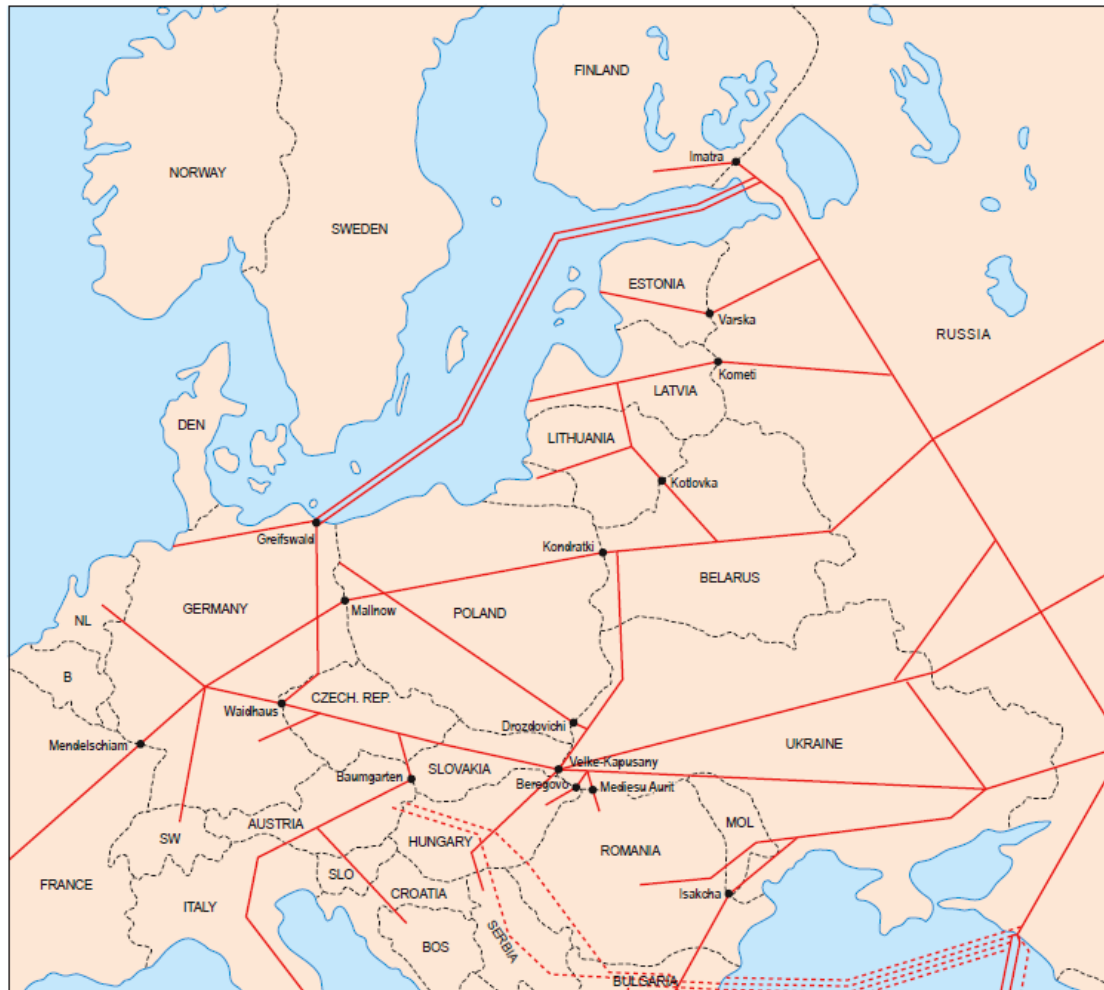 FINLAND
Imatra
NORWAY
SWEDEN
ESTONIA
Varska
RUSSIA
Kometi
LATVIA
DEN
LITHUANIA
Kotlovka
Greifswald
Kondratki
BELARUS
GERMANY
Mallnow
POLAND
NL
B
CZECH. REP.
Waidhaus
Drozdovichi
Mendelschiam
UKRAINE
Velke-Kapusany
SLOVAKIA
Baumgarten
Beregovo
Mediesu Aurit
AUSTRIA
MOL
SW
HUNGARY
ROMANIA
SLO
FRANCE
CROATIA
Isakcha
ITALY
SERBIA
BOS
BULGARIA